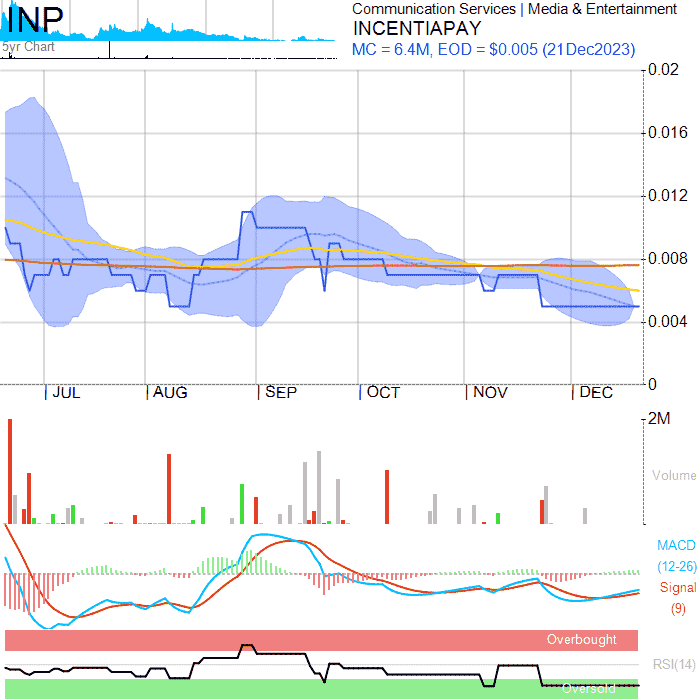 INP
Communication Services | Media & Entertainment
INCENTIAPAY
5yr Chart
MC = 6.4M, EOD = $0.005 (21Dec2023)
0.02
0.016
0.012
0.008
0.004
0
JUL AUG SEP OCT NOV DEC
2M
Volume
MACD
(12-26)
Signal
(9)
Overbought
RSI(14)
Oversold